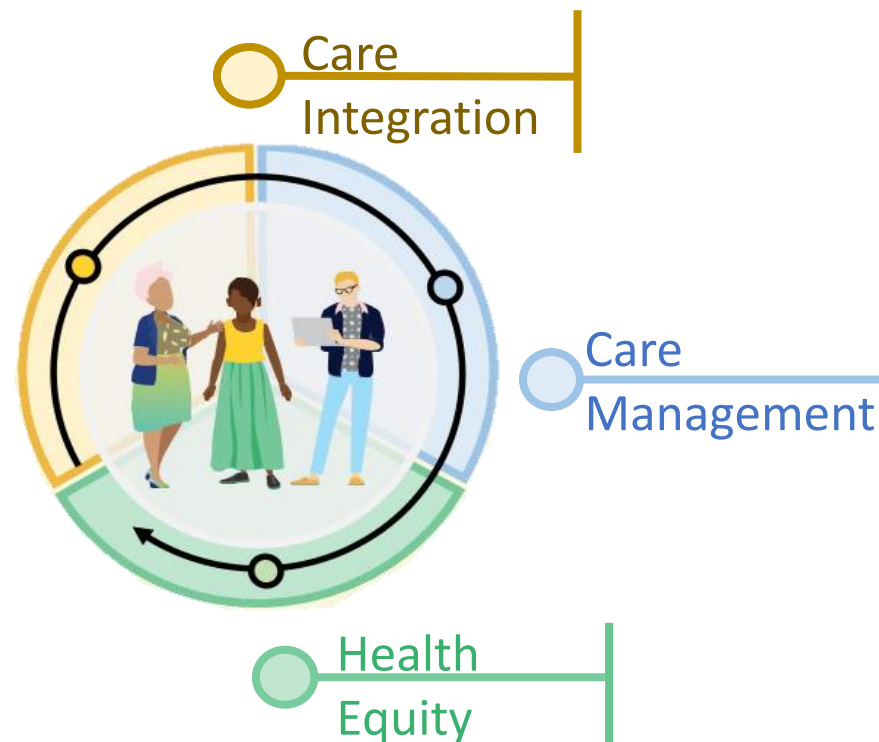 Care
Integration
Care
Management
Health
Equity